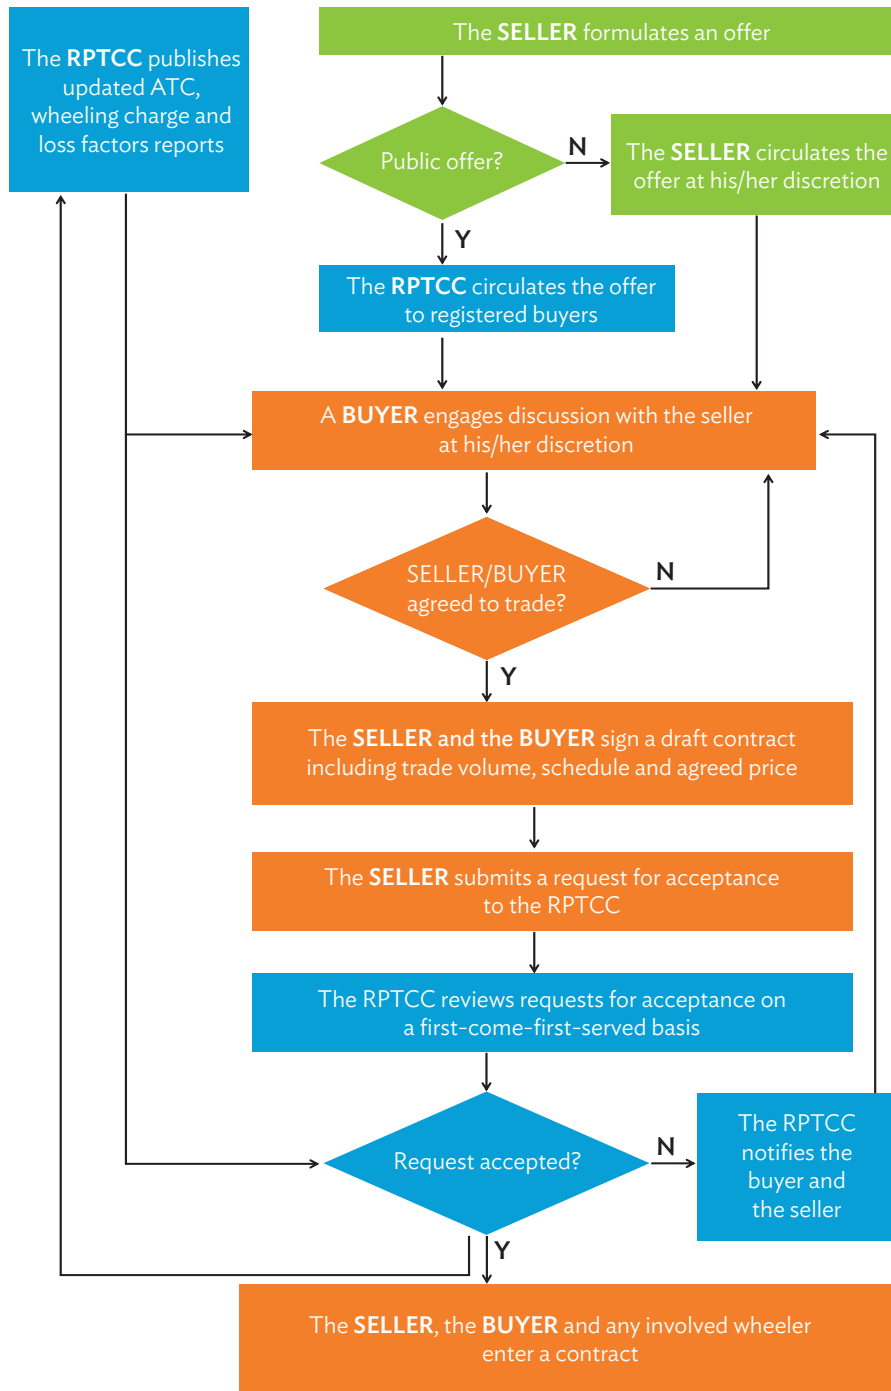 The RPTCC publishes
updated ATC,
wheeling charge and
loss factors reports
The SELLER formulates an offer
Public offer?
N
The SELLER circulates the
offer at his/her discretion
Y
The RPTCC circulates the offer
to registered buyers
A BUYER engages discussion with the seller
at his/her discretion
SELLER/BUYER
agreed to trade?
N
Y
The SELLER and the BUYER sign a draft contract
including trade volume, schedule and agreed price
The SELLER submits a request for acceptance
to the RPTCC
The RPTCC reviews requests for acceptance on
a first-come-first-served basis
Request accepted?
N
The RPTCC
notifies the
buyer and
the seller
Y
The SELLER, the BUYER and any involved wheeler
enter a contract